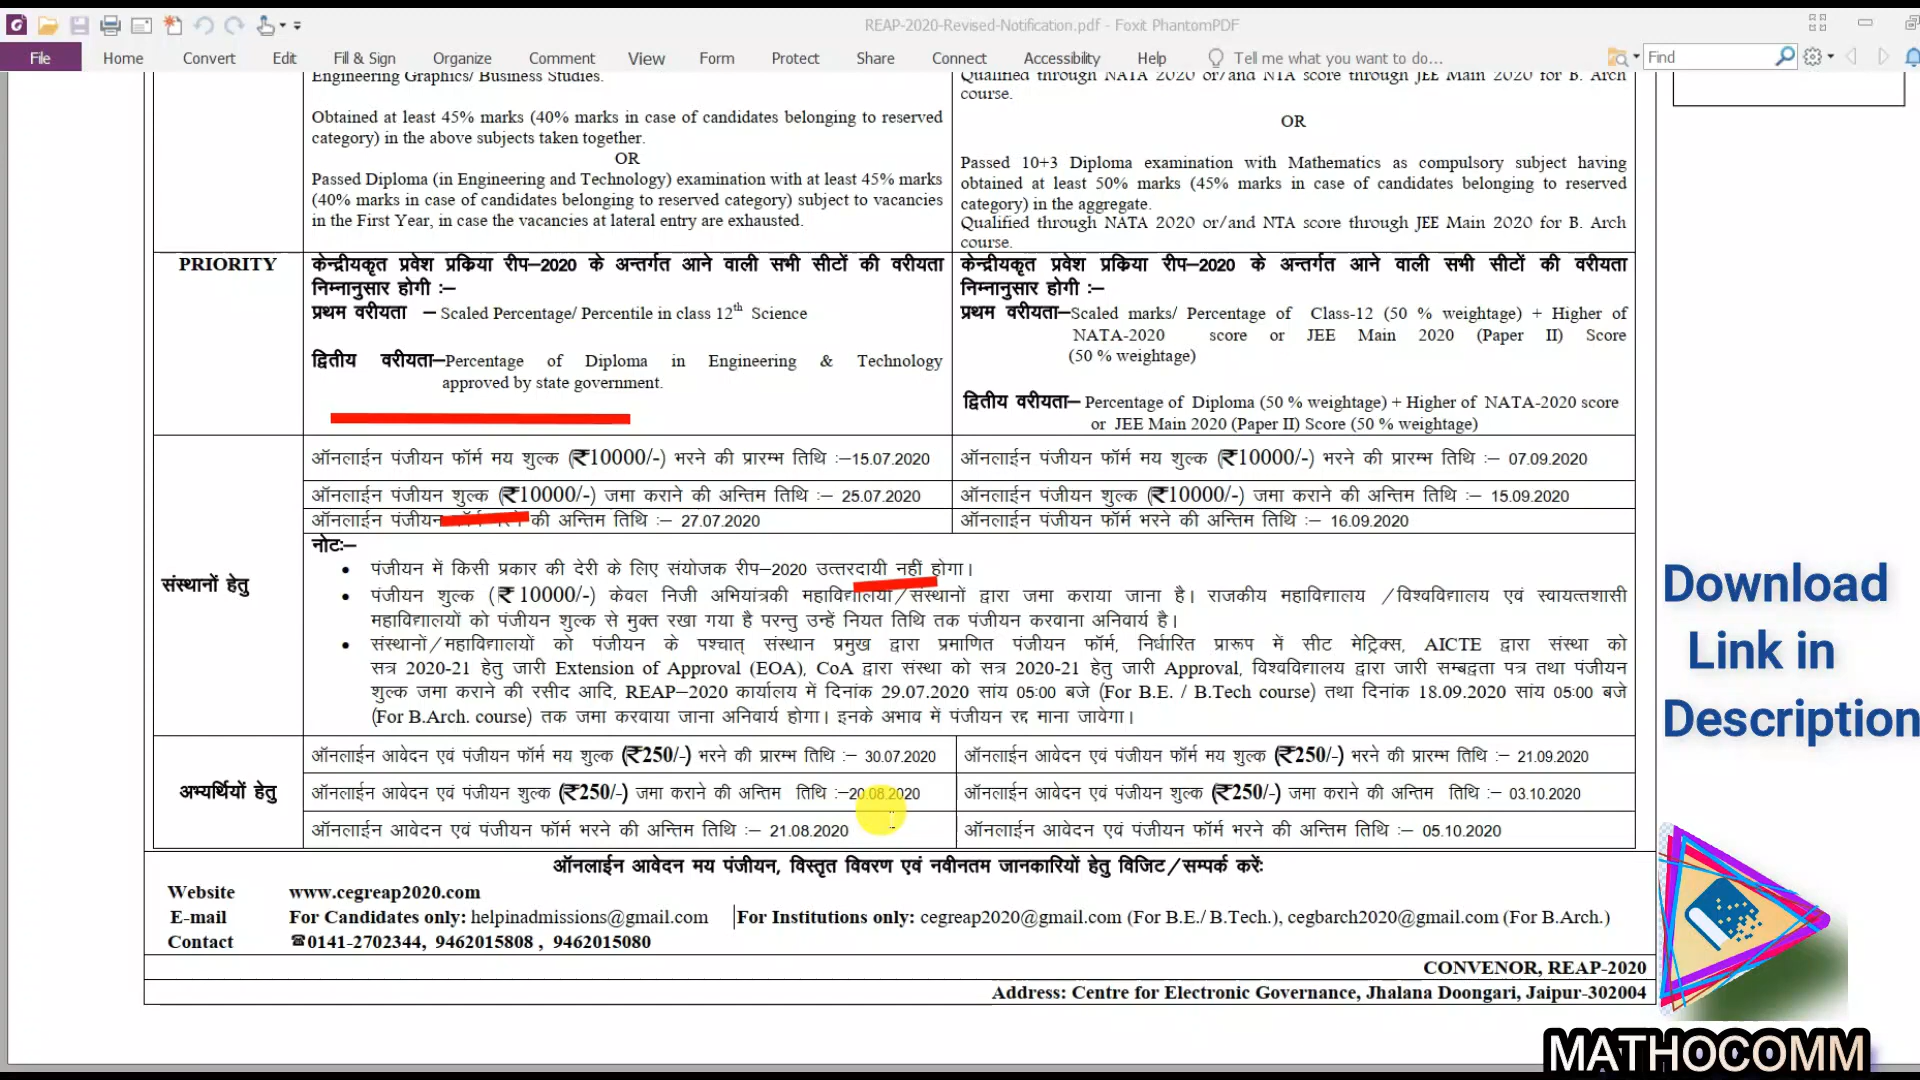 REAP-2020-Revised-Notification.pdf - Foxit PhantomPDF
File Home Convert Edit Fill & Sign Organize Comment View Form Protect Share Connect Accessibility Help Tell me what you want to do... Find
Engineering Graphics/ Business Studies.
Obtained at least 45% marks (40% marks in case of candidates belonging to reserved
category) in the above subjects taken together.
OR
Passed Diploma (in Engineering and Technology) examination with at least 45% marks
(40% marks in case of candidates belonging to reserved category) subject to vacancies
in the First Year, in case the vacancies at lateral entry are exhausted.
Qualified through NATA 2020 or/and NTA score through JEE Main 2020 for B. Arch
course.
OR
Passed 10+3 Diploma examination with Mathematics as compulsory subject having
obtained at least 50% marks (45% marks in case of candidates belonging to reserved
category) in the aggregate.
Qualified through NATA 2020 or/and NTA score through JEE Main 2020 for B. Arch
course.
PRIORITY
केन्द्रीयकृत प्रवेश प्रक्रिया रीप–2020 के अन्तर्गत आने वाली सभी सीटों की वरीयता
निम्नानुसार होगी :–
प्रथम वरीयता – Scaled Percentage/ Percentile in class 12th Science
द्वितीय वरीयता–Percentage of Diploma in Engineering & Technology
approved by state government.
केन्द्रीयकृत प्रवेश प्रक्रिया रीप–2020 के अन्तर्गत आने वाली सभी सीटों की वरीयता
निम्नानुसार होगी :–
प्रथम वरीयता–Scaled marks/ Percentage of Class-12 (50 % weightage) + Higher of
NATA-2020 score or JEE Main 2020 (Paper II) Score
(50 % weightage)
द्वितीय वरीयता– Percentage of Diploma (50 % weightage) + Higher of NATA-2020 score
or JEE Main 2020 (Paper II) Score (50 % weightage)
संस्थानों हेतु
ऑनलाईन पंजीयन फॉर्म मय शुल्क (₹10000/-) भरने की प्रारम्भ तिथि :–15.07.2020
ऑनलाईन पंजीयन फॉर्म मय शुल्क (₹10000/-) भरने की प्रारम्भ तिथि :– 07.09.2020
ऑनलाईन पंजीयन शुल्क (₹10000/-) जमा कराने की अन्तिम तिथि :– 25.07.2020
ऑनलाईन पंजीयन शुल्क (₹10000/-) जमा कराने की अन्तिम तिथि :– 15.09.2020
ऑनलाईन पंजीयन की अन्तिम तिथि :– 27.07.2020
ऑनलाईन पंजीयन फॉर्म भरने की अन्तिम तिथि :– 16.09.2020
नोटः–
• पंजीयन में किसी प्रकार की देरी के लिए संयोजक रीप–2020 उत्तरदायी नहीं होगा।
• पंजीयन शुल्क (₹10000/-) केवल निजी अभियांत्रकी महाविद्यालयों/संस्थानों द्वारा जमा कराया जाना है। राजकीय महाविद्यालय /विश्वविद्यालय एवं स्वायत्तशासी
महाविद्यालयों को पंजीयन शुल्क से मुक्त रखा गया है परन्तु उन्हें नियत तिथि तक पंजीयन करवाना अनिवार्य है।
• संस्थानों/महाविद्यालयों को पंजीयन के पश्चात् संस्थान प्रमुख द्वारा प्रमाणित पंजीयन फॉर्म, निर्धारित प्रारूप में सीट मेट्रिक्स, AICTE द्वारा संस्था को
सत्र 2020-21 हेतु जारी Extension of Approval (EOA), CoA द्वारा संस्था को सत्र 2020-21 हेतु जारी Approval, विश्वविद्यालय द्वारा जारी सम्बद्वता पत्र तथा पंजीयन
शुल्क जमा कराने की रसीद आदि, REAP–2020 कार्यालय में दिनांक 29.07.2020 सांय 05:00 बजे (For B.E. / B.Tech course) तथा दिनांक 18.09.2020 सांय 05:00 बजे
(For B.Arch. course) तक जमा करवाया जाना अनिवार्य होगा। इनके अभाव में पंजीयन रद्द माना जावेगा।
अभ्यर्थियों हेतु
ऑनलाईन आवेदन एवं पंजीयन फॉर्म मय शुल्क (₹250/-) भरने की प्रारम्भ तिथि :– 30.07.2020
ऑनलाईन आवेदन एवं पंजीयन फॉर्म मय शुल्क (₹250/-) भरने की प्रारम्भ तिथि :– 21.09.2020
ऑनलाईन आवेदन एवं पंजीयन शुल्क (₹250/-) जमा कराने की अन्तिम तिथि :–20.08.2020
ऑनलाईन आवेदन एवं पंजीयन शुल्क (₹250/-) जमा कराने की अन्तिम तिथि :– 03.10.2020
ऑनलाईन आवेदन एवं पंजीयन फॉर्म भरने की अन्तिम तिथि :– 21.08.2020
ऑनलाईन आवेदन एवं पंजीयन फॉर्म भरने की अन्तिम तिथि :– 05.10.2020
ऑनलाईन आवेदन मय पंजीयन, विस्तृत विवरण एवं नवीनतम जानकारियों हेतु विजिट/सम्पर्क करेंः
Website www.cegreap2020.com
E-mail For Candidates only: helpinadmissions@gmail.com For Institutions only: cegreap2020@gmail.com (For B.E./ B.Tech.), cegbarch2020@gmail.com (For B.Arch.)
Contact ☎0141-2702344, 9462015808 , 9462015080
CONVENOR, REAP-2020
Address: Centre for Electronic Governance, Jhalana Doongari, Jaipur-302004
Download
Link in
Description
MATHOCOMM